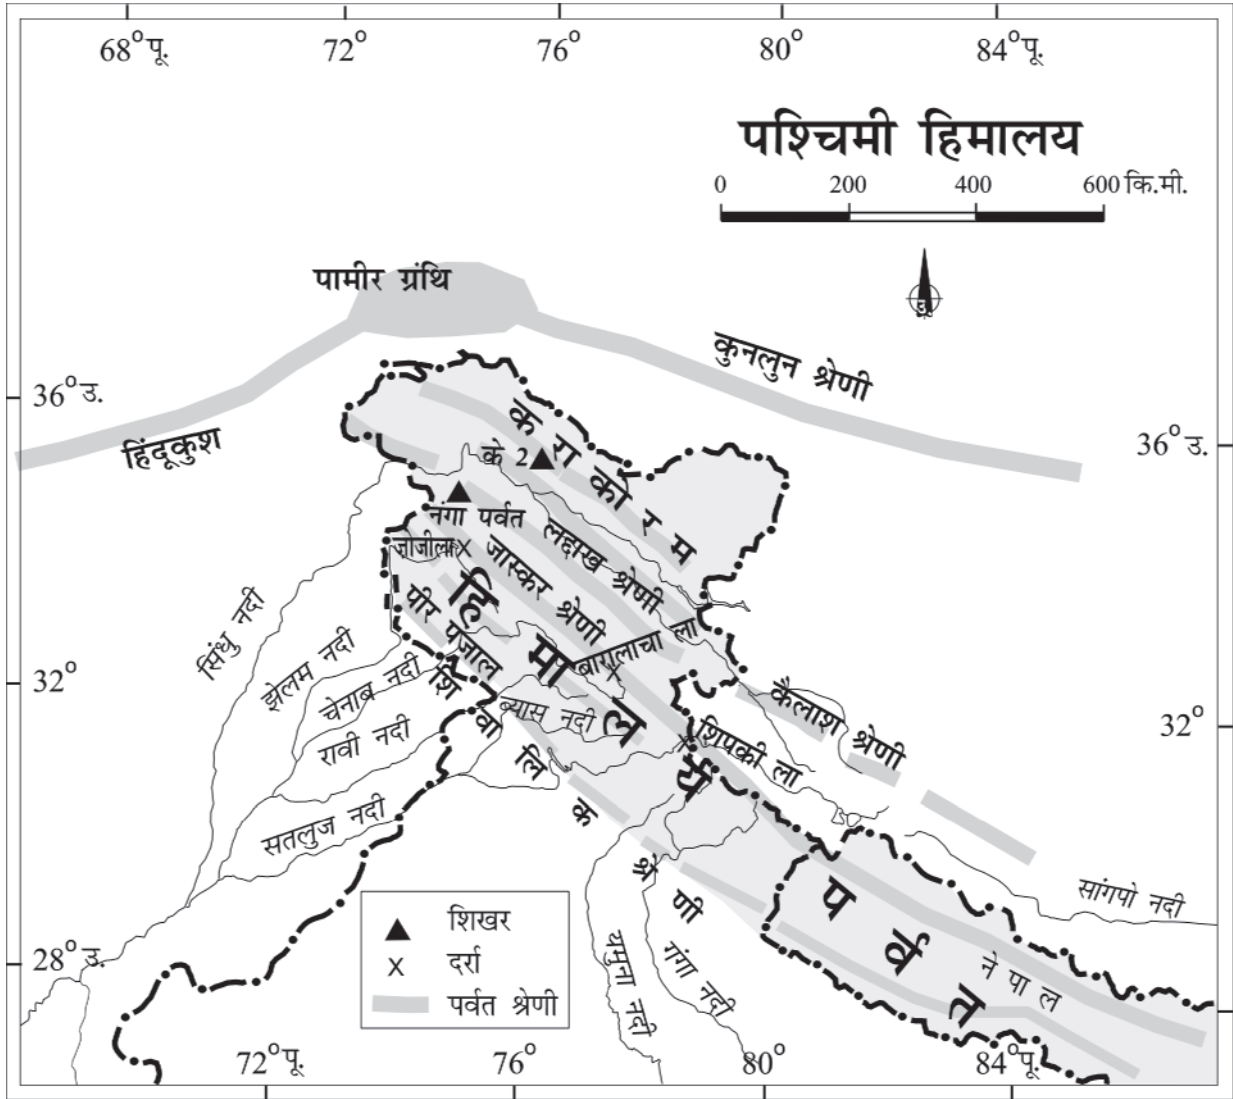 68°पू.
72°
76°
80°
84°पू.
पश्चिमी हिमालय
0 200 400 600 कि.मी.
उ.
पामीर ग्रंथि
कुनलुन श्रेणी
36°उ.
हिंदूकुश
36°उ.
काराकोरम
के 2
नंगा पर्वत
लद्दाख श्रेणी
ज़ोजीला
जास्कर श्रेणी
पीर पंजाल
बारालाचा ला
हिमालय पर्वत
सिंधु नदी
झेलम नदी
चेनाब नदी
रावी नदी
ब्यास नदी
सतलुज नदी
शिवालिक श्रेणी
शिपकी ला
कैलाश श्रेणी
32°
32°
सांगपो नदी
नेपाल
यमुना नदी
गंगा नदी
28°उ.
शिखर
दर्रा
पर्वत श्रेणी
72°पू.
76°
80°
84°पू.